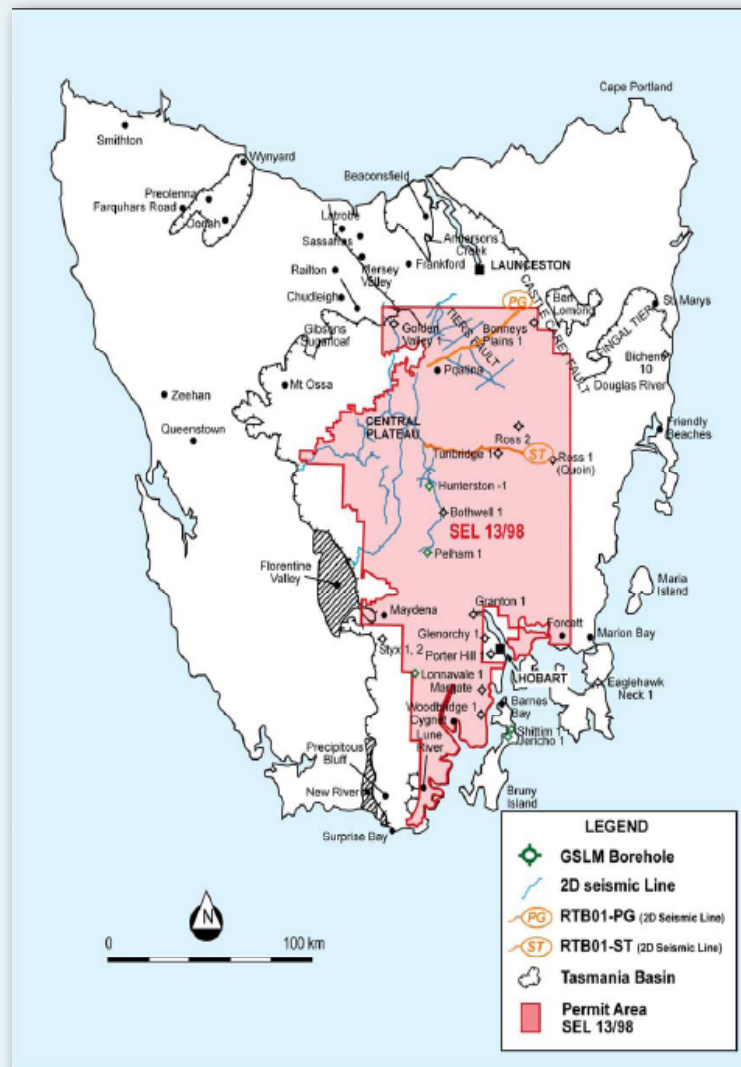 Cape Portland
Smithton
Wynyard
Beaconsfield
Preolenna
Farquhars Road
Oonah
Latrobe
Sassafras
Andersons
Creek
Mersey
Valley
Frankford
LAUNCESTON
Railton
Chudleigh
PG
CASTLE CAREY FAULT
Ben
Lomond
St. Marys
FINGAL TIER
Gibsons
Sugarloaf
Golden
Valley 1
TIERS FAULT
Bonneys
Plains 1
Bicheno
10
Poatina
Douglas River
Mt Ossa
Zeehan
Queenstown
CENTRAL
PLATEAU
Ross 2
Friendly
Beaches
Tunbridge 1
ST
Ross 1
(Quoin)
Hunterston -1
Bothwell 1
SEL 13/98
Pelham 1
Florentine
Valley
Maria
Island
Maydena
Granton 1
Forcett
Marion Bay
Glenorchy 1
Styx 1, 2
Porter Hill 1
HOBART
Lonnavale 1
Margate
Eaglehawk
Neck 1
Woodbridge 1
Barnes
Bay
Cygnet
Lune
River
Shittim 1
Jericho 1
Precipitous
Bluff
New River
Bruny
Island
Surprise Bay
N
0 100 km
LEGEND
GSLM Borehole
2D seismic Line
PG RTB01-PG (2D Seismic Line)
ST RTB01-ST (2D Seismic Line)
Tasmania Basin
Permit Area
SEL 13/98